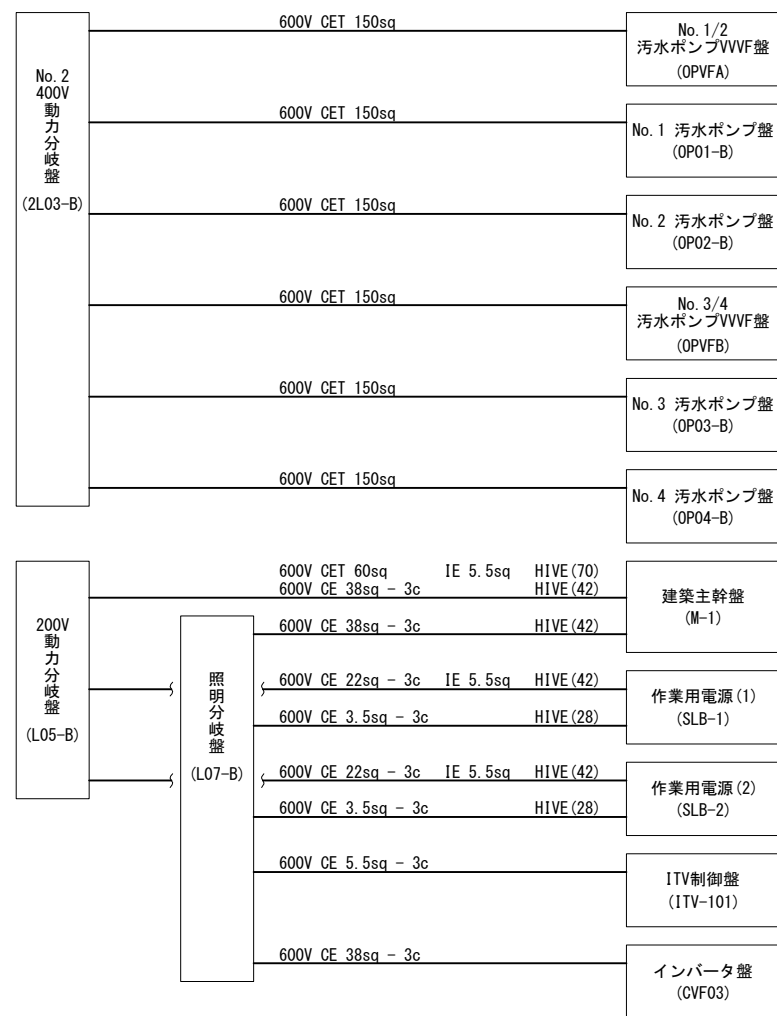 No.2
400V
動力分岐盤
(2L03-B)
600V CET 150sq
No.1/2
汚水ポンプVVVF盤
(OPVFA)
600V CET 150sq
No.1 汚水ポンプ盤
(OP01-B)
600V CET 150sq
No.2 汚水ポンプ盤
(OP02-B)
600V CET 150sq
No.3/4
汚水ポンプVVVF盤
(OPVFB)
600V CET 150sq
No.3 汚水ポンプ盤
(OP03-B)
600V CET 150sq
No.4 汚水ポンプ盤
(OP04-B)
200V
動力分岐盤
(L05-B)
照明分岐盤
(L07-B)
600V CET 60sq IE 5.5sq HIVE(70)
600V CE 38sq - 3c HIVE(42)
600V CE 38sq - 3c HIVE(42)
建築主幹盤
(M-1)
600V CE 22sq - 3c IE 5.5sq HIVE(42)
600V CE 3.5sq - 3c HIVE(28)
作業用電源(1)
(SLB-1)
600V CE 22sq - 3c IE 5.5sq HIVE(42)
600V CE 3.5sq - 3c HIVE(28)
作業用電源(2)
(SLB-2)
600V CE 5.5sq - 3c
ITV制御盤
(ITV-101)
600V CE 38sq - 3c
インバータ盤
(CVF03)